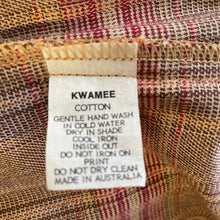 KWAMEE
COTTON
GENTLE HAND WASH
IN COLD WATER
DRY IN SHADE
COOL IRON
INSIDE OUT
DO NOT IRON ON
PRINT
DO NOT DRY CLEAN
MADE IN AUSTRALIA